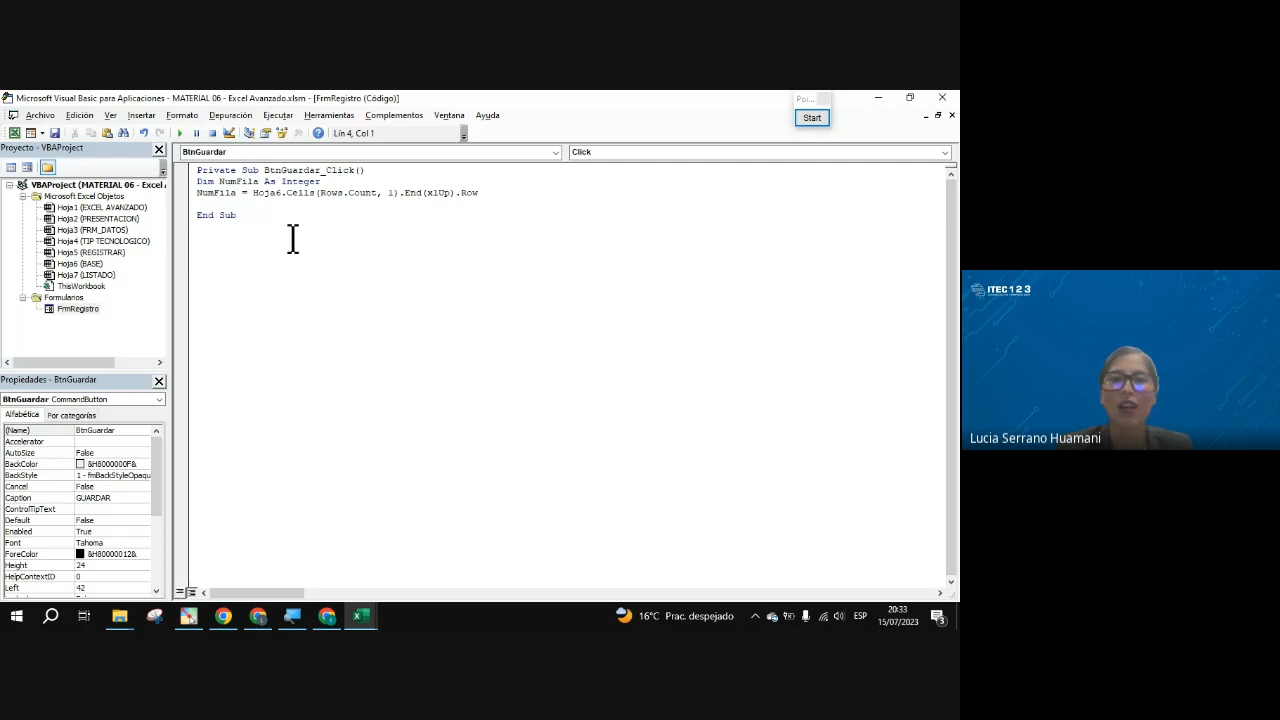 Microsoft Visual Basic para Aplicaciones - MATERIAL 06 - Excel Avanzado.xlsm - [FrmRegistro (Código)]
Archivo Edición Ver Insertar Formato Depuración Ejecutar Herramientas Complementos Ventana Ayuda
Poi...
Start
Lín 4, Col 1
Proyecto - VBAProject
VBAProject (MATERIAL 06 - Excel
Microsoft Excel Objetos
Hoja1 (EXCEL AVANZADO)
Hoja2 (PRESENTACION)
Hoja3 (FRM_DATOS)
Hoja4 (TIP TECNOLOGICO)
Hoja5 (REGISTRAR)
Hoja6 (BASE)
Hoja7 (LISTADO)
ThisWorkbook
Formularios
FrmRegistro
BtnGuardar
Click
Private Sub BtnGuardar_Click()
Dim NumFila As Integer
NumFila = Hoja6.Cells(Rows.Count, 1).End(xlUp).Row
End Sub
Propiedades - BtnGuardar
BtnGuardar CommandButton
Alfabética Por categorías
(Name) BtnGuardar
Accelerator
AutoSize False
BackColor &H8000000F&
BackStyle 1 - fmBackStyleOpaqu
Cancel False
Caption GUARDAR
ControlTipText
Default False
Enabled True
Font Tahoma
ForeColor &H80000012&
Height 24
HelpContextID 0
Left 42
ITEC 1 2 3
Lucia Serrano Huamani
16°C Prac. despejado
ESP
20:33
15/07/2023
3